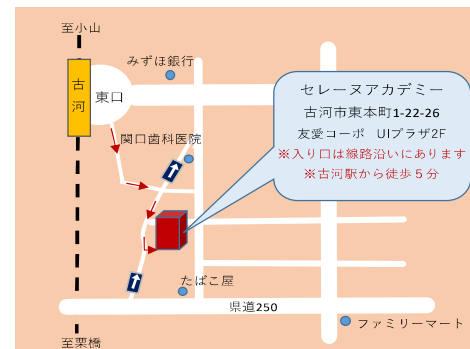 至小山
古河
東口
みずほ銀行
関口歯科医院
セレーヌアカデミー
古河市東本町1-22-26
友愛コーポ UIプラザ2F
※入り口は線路沿いにあります
※古河駅から徒歩５分
たばこ屋
県道250
ファミリーマート
至栗橋